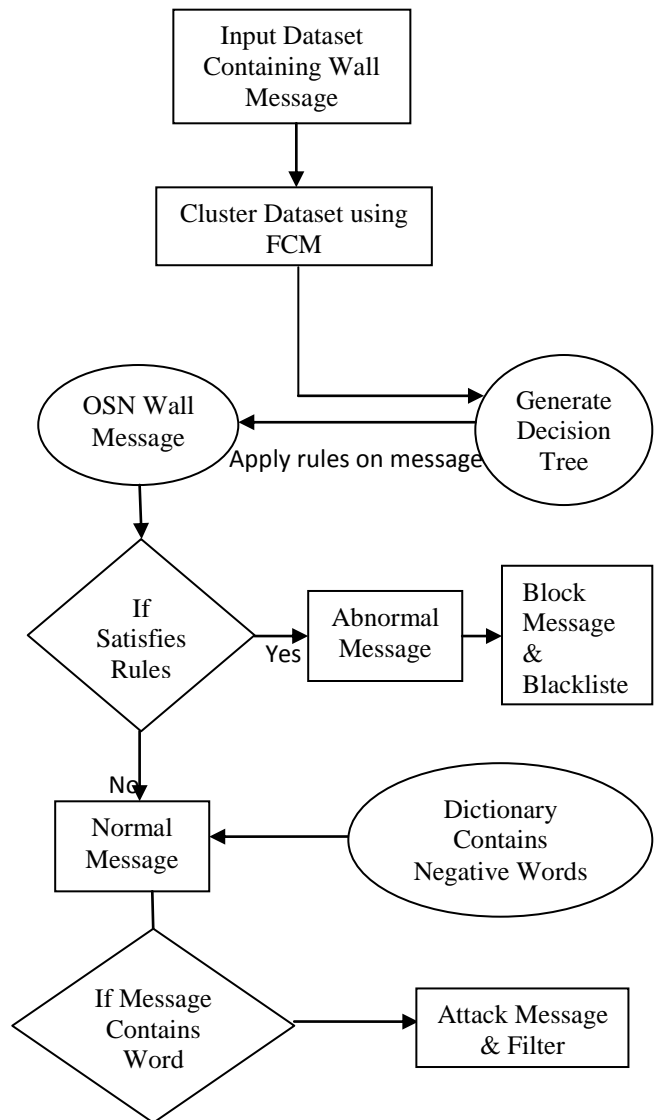 Input Dataset
Containing Wall
Message
Cluster Dataset using
FCM
OSN Wall
Message
Generate
Decision
Tree
Apply rules on message
If
Satisfies
Rules
Yes
Abnormal
Message
Block
Message
&
Blackliste
No
Normal
Message
Dictionary
Contains
Negative Words
If Message
Contains
Word
Attack Message
& Filter